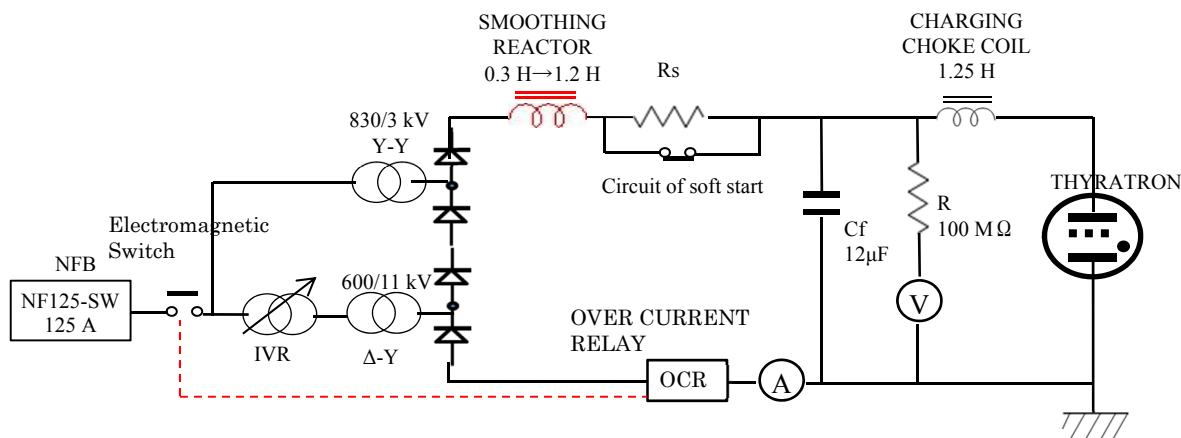 SMOOTHING
REACTOR
0.3 H→1.2 H
Rs
CHARGING
CHOKE COIL
1.25 H
830/3 kV
Y-Y
Circuit of soft start
THYRATRON
Electromagnetic
Switch
R
100 MΩ
Cf
12μF
NFB
NF125-SW
125 A
600/11 kV
IVR
Δ-Y
V
OVER CURRENT
RELAY
OCR
A